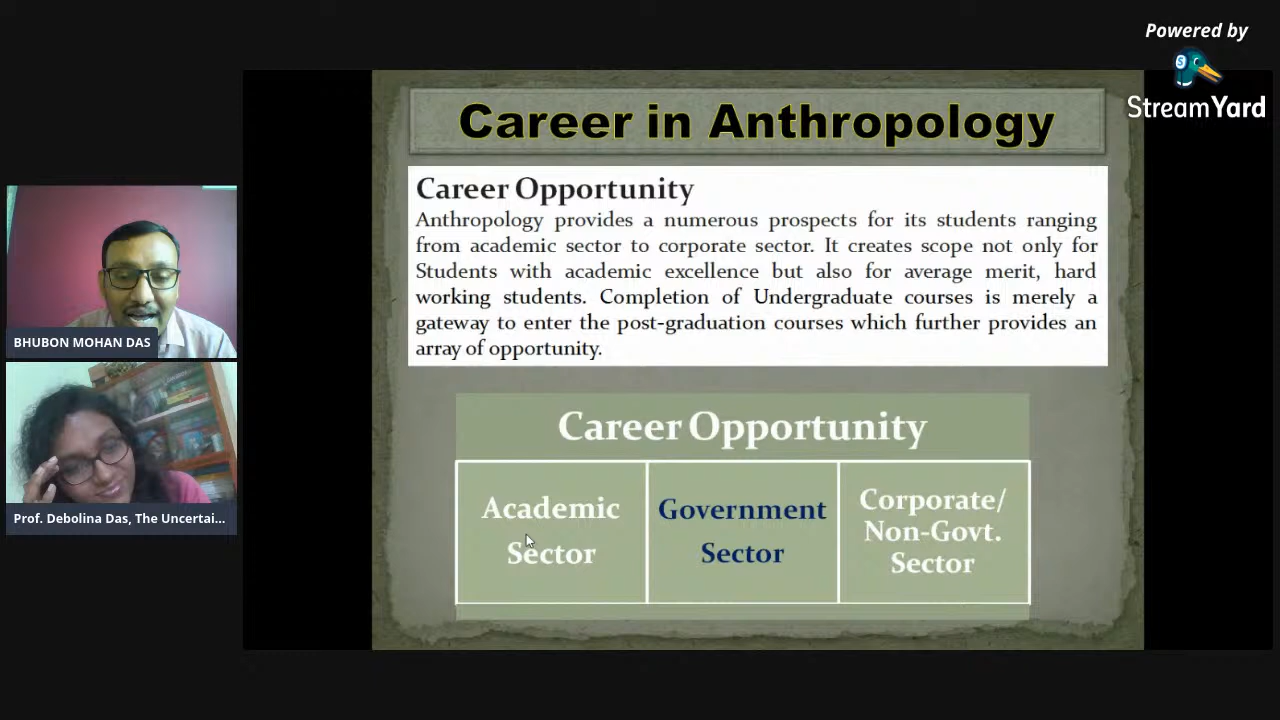 Powered by
StreamYard
Career in Anthropology
Career Opportunity
Anthropology provides a numerous prospects for its students ranging
from academic sector to corporate sector. It creates scope not only for
Students with academic excellence but also for average merit, hard
working students. Completion of Undergraduate courses is merely a
gateway to enter the post-graduation courses which further provides an
array of opportunity.
BHUBON MOHAN DAS
Prof. Debolina Das, The Uncertai...
Career Opportunity
Academic
Sector
Government
Sector
Corporate/
Non-Govt.
Sector